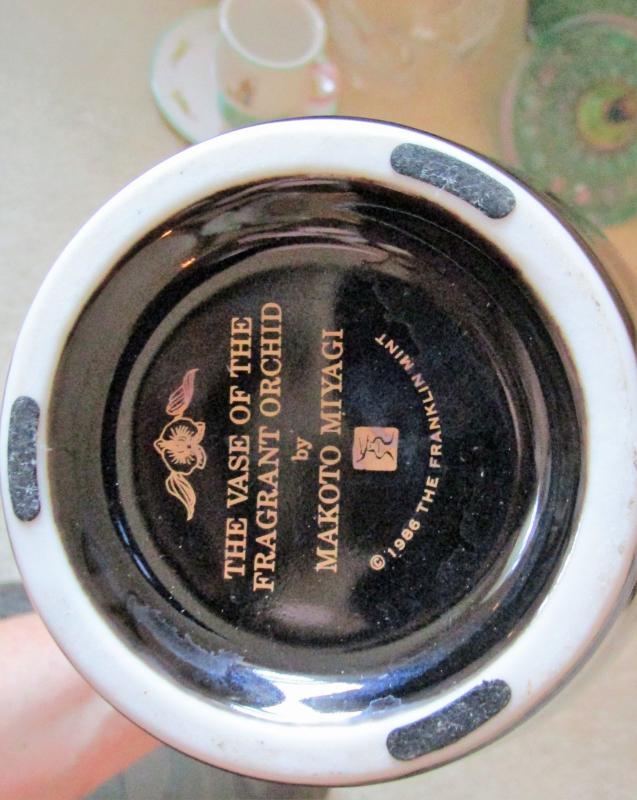 THE VASE OF THE
FRAGRANT ORCHID
by
MAKOTO MIYAGI
© 1986 THE FRANKLIN MINT